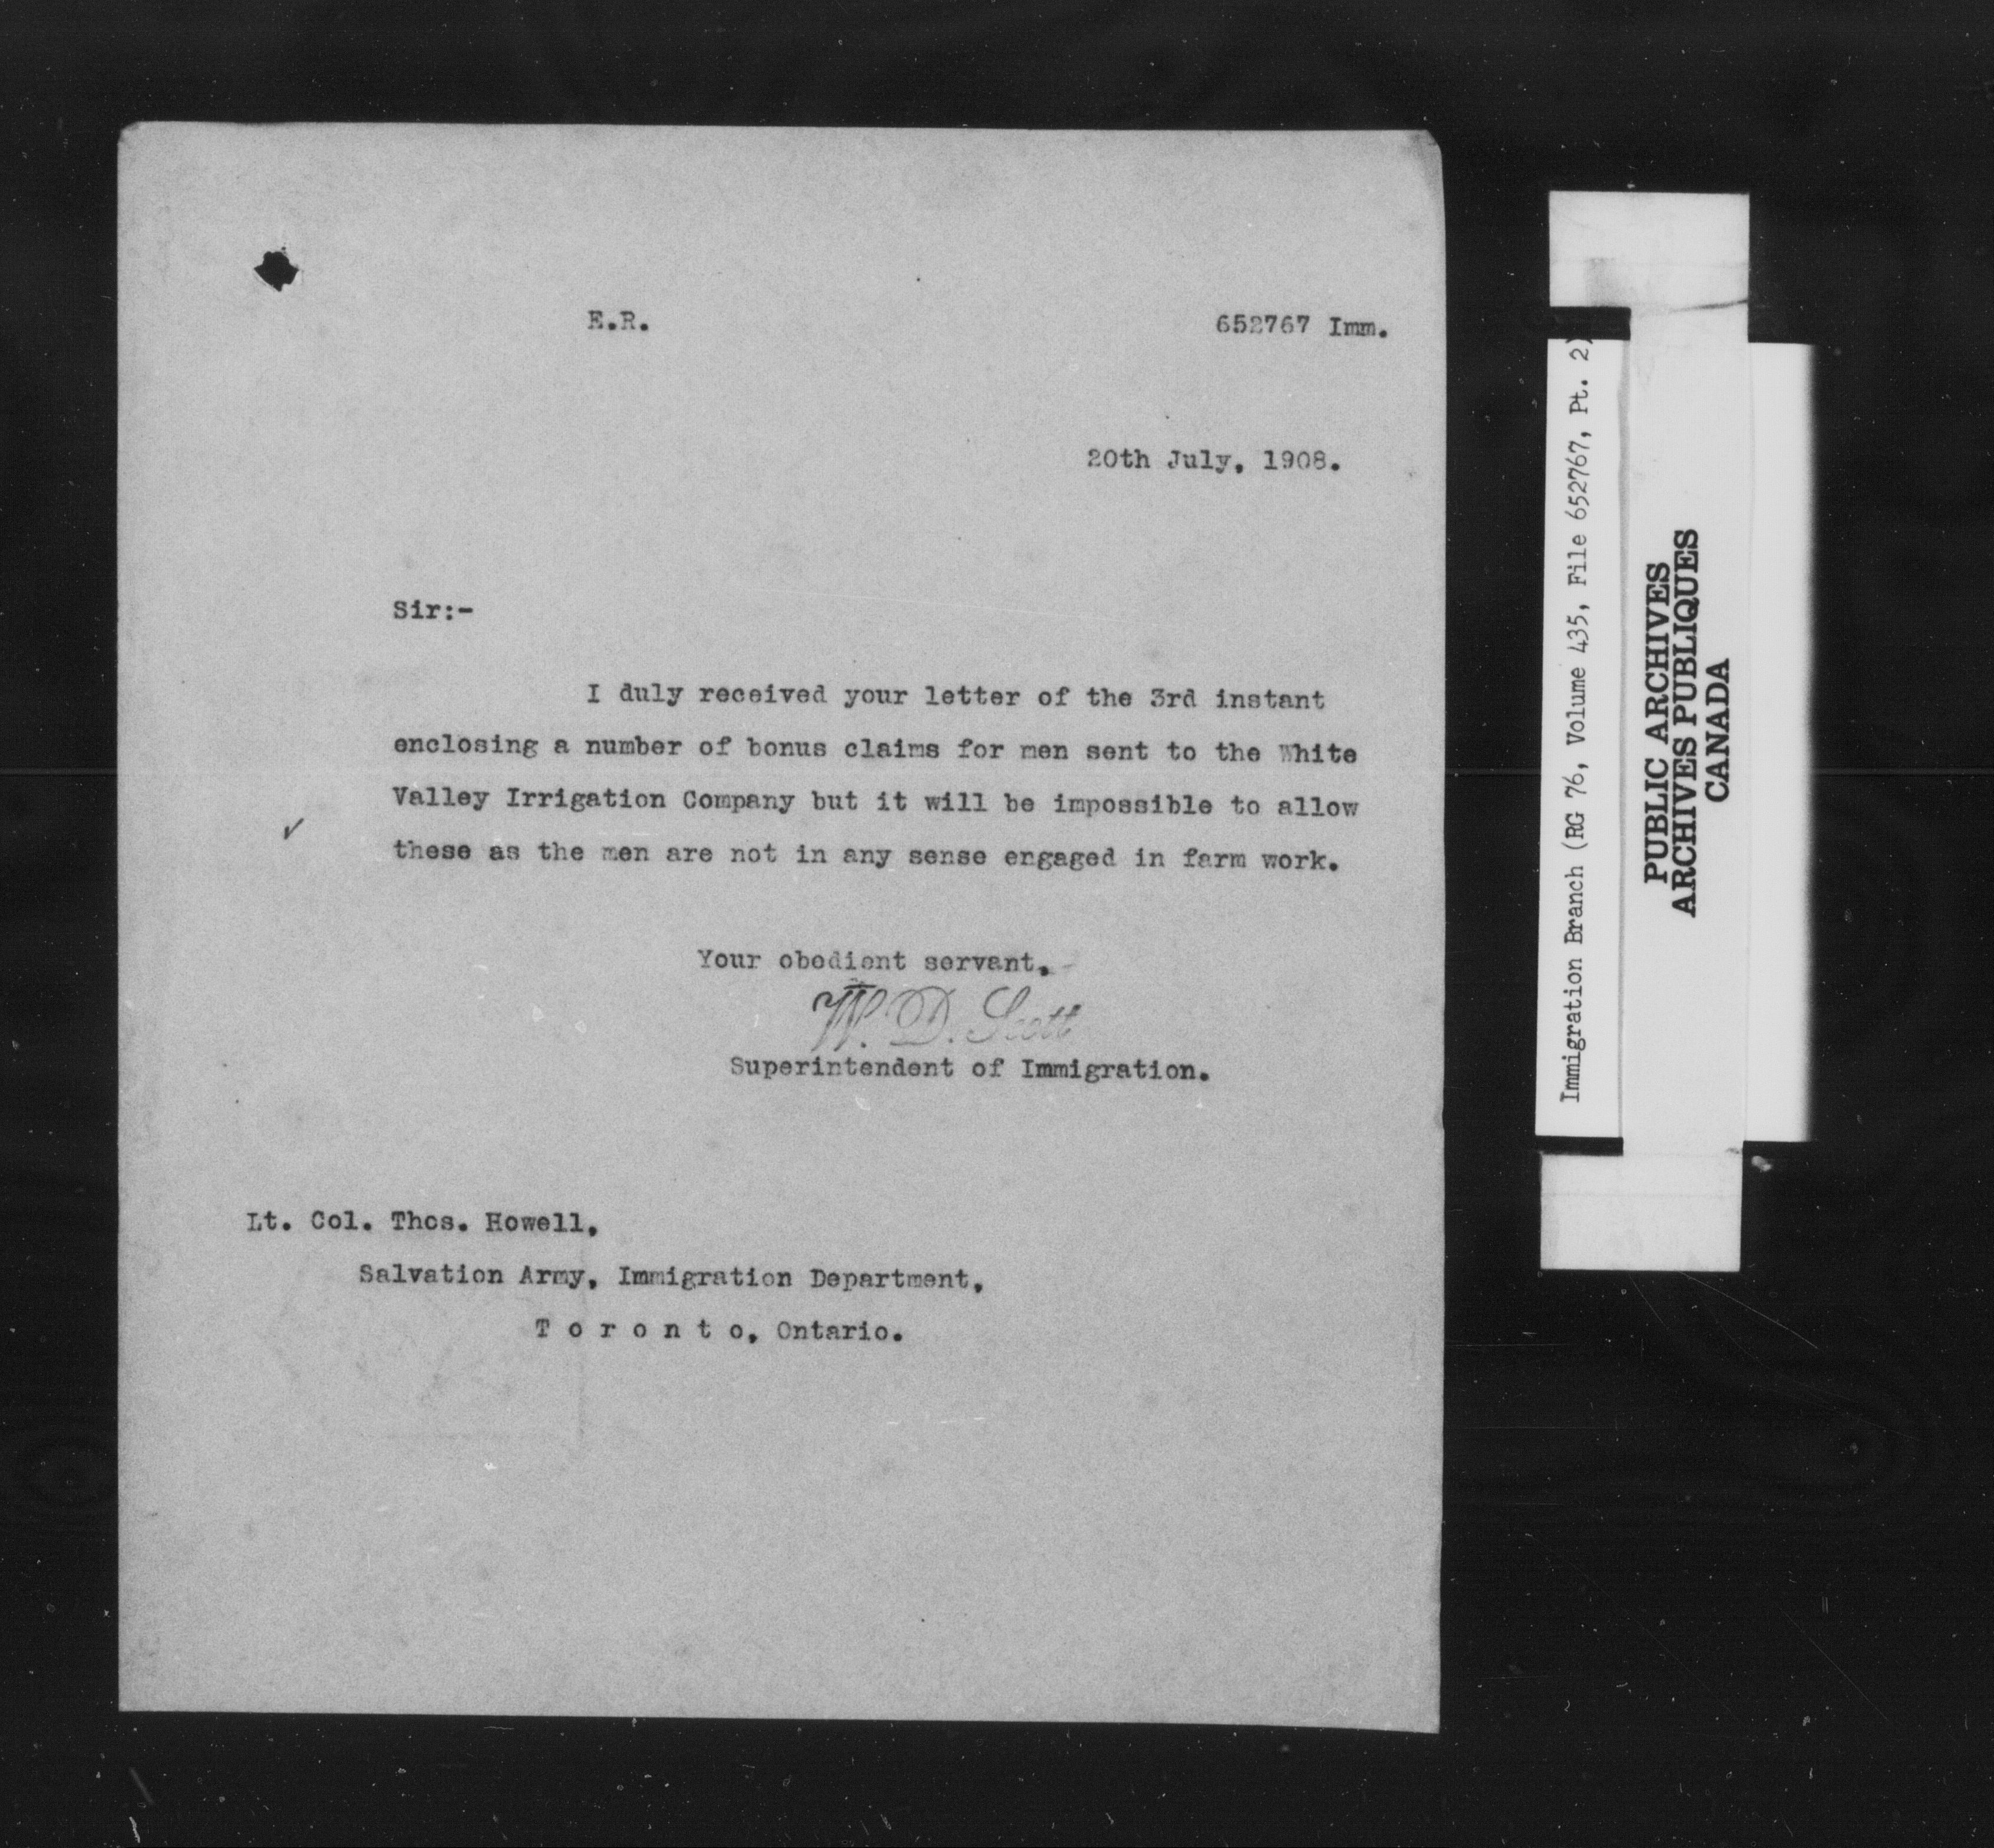 E.R.
652767 Imm.
20th July, 1908.
Sir:-
I duly received your letter of the 3rd instant
enclosing a number of bonus claims for men sent to the White
Valley Irrigation Company but it will be impossible to allow
these as the men are not in any sense engaged in farm work.
Your obedient servant,
W. D. Scott
Superintendent of Immigration.
Lt. Col. Thos. Howell,
Salvation Army, Immigration Department,
T o r o n t o, Ontario.
Immigration Branch (RG 76, Volume 435, File 652767, Pt. 2)
PUBLIC ARCHIVES
ARCHIVES PUBLIQUES
CANADA